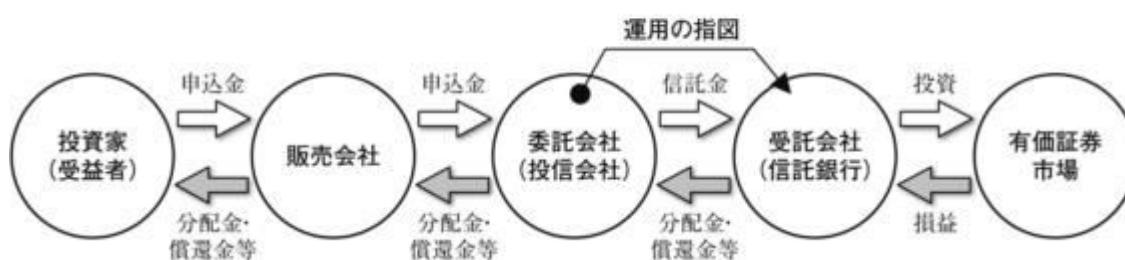 運用の指図
申込金
申込金
信託金
投資
投資家
(受益者)
販売会社
委託会社
(投信会社)
受託会社
(信託銀行)
有価証券
市場
分配金・
償還金等
分配金・
償還金等
分配金・
償還金等
損益